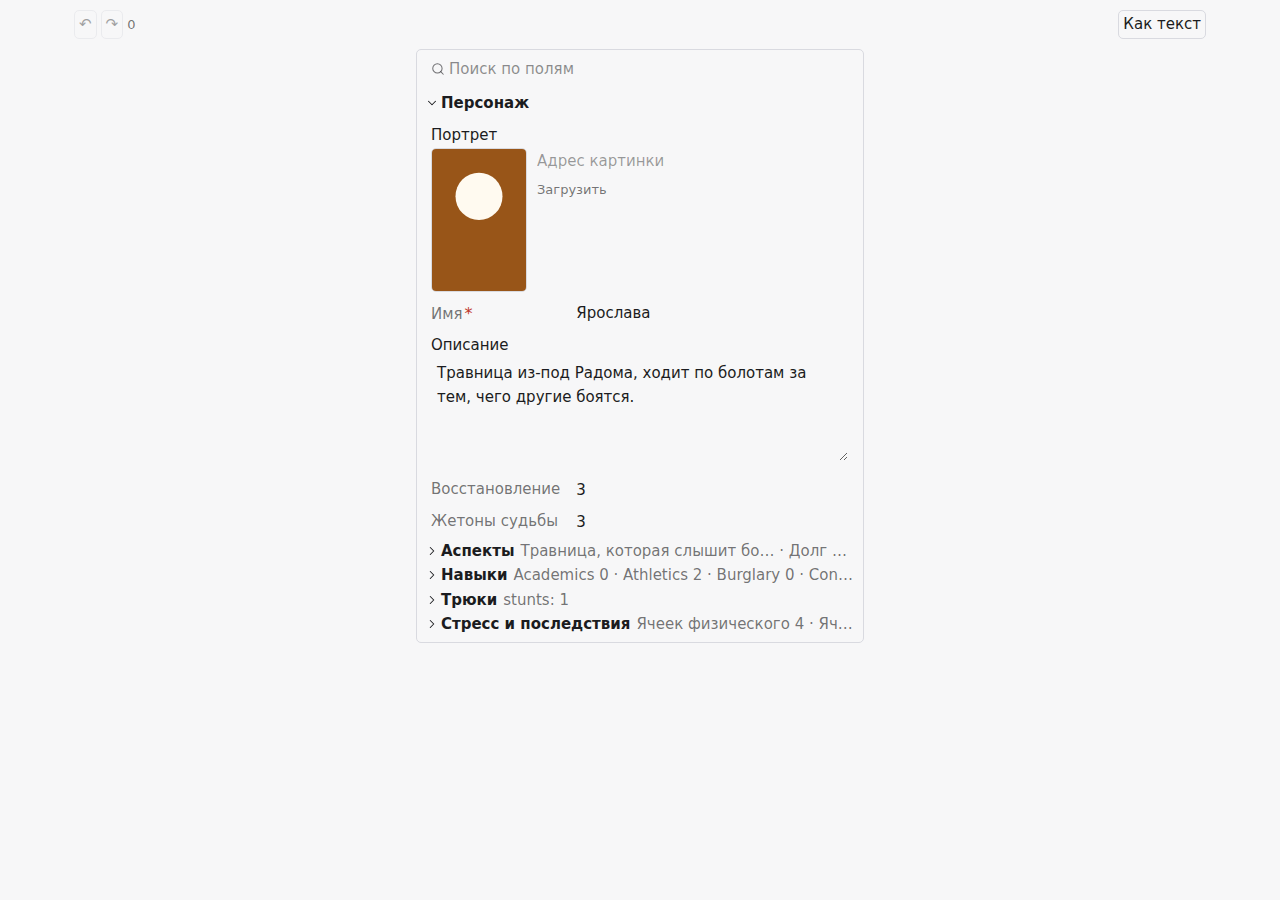 ↶ ↷ 0 Как текст
Поиск по полям
Персонаж
Портрет
Адрес картинки
Загрузить
Имя* Ярослава
Описание
Травница из-под Радома, ходит по болотам за
тем, чего другие боятся.
Восстановление 3
Жетоны судьбы 3
Аспекты Травница, которая слышит бо… · Долг …
Навыки Academics 0 · Athletics 2 · Burglary 0 · Con…
Трюки stunts: 1
Стресс и последствия Ячеек физического 4 · Яч…